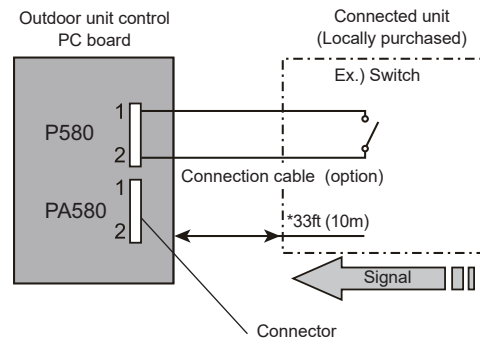 Outdoor unit control
PC board
Connected unit
(Locally purchased)
Ex.) Switch
P580
1
2
Connection cable (option)
PA580
1
2
*33ft (10m)
Signal
Connector